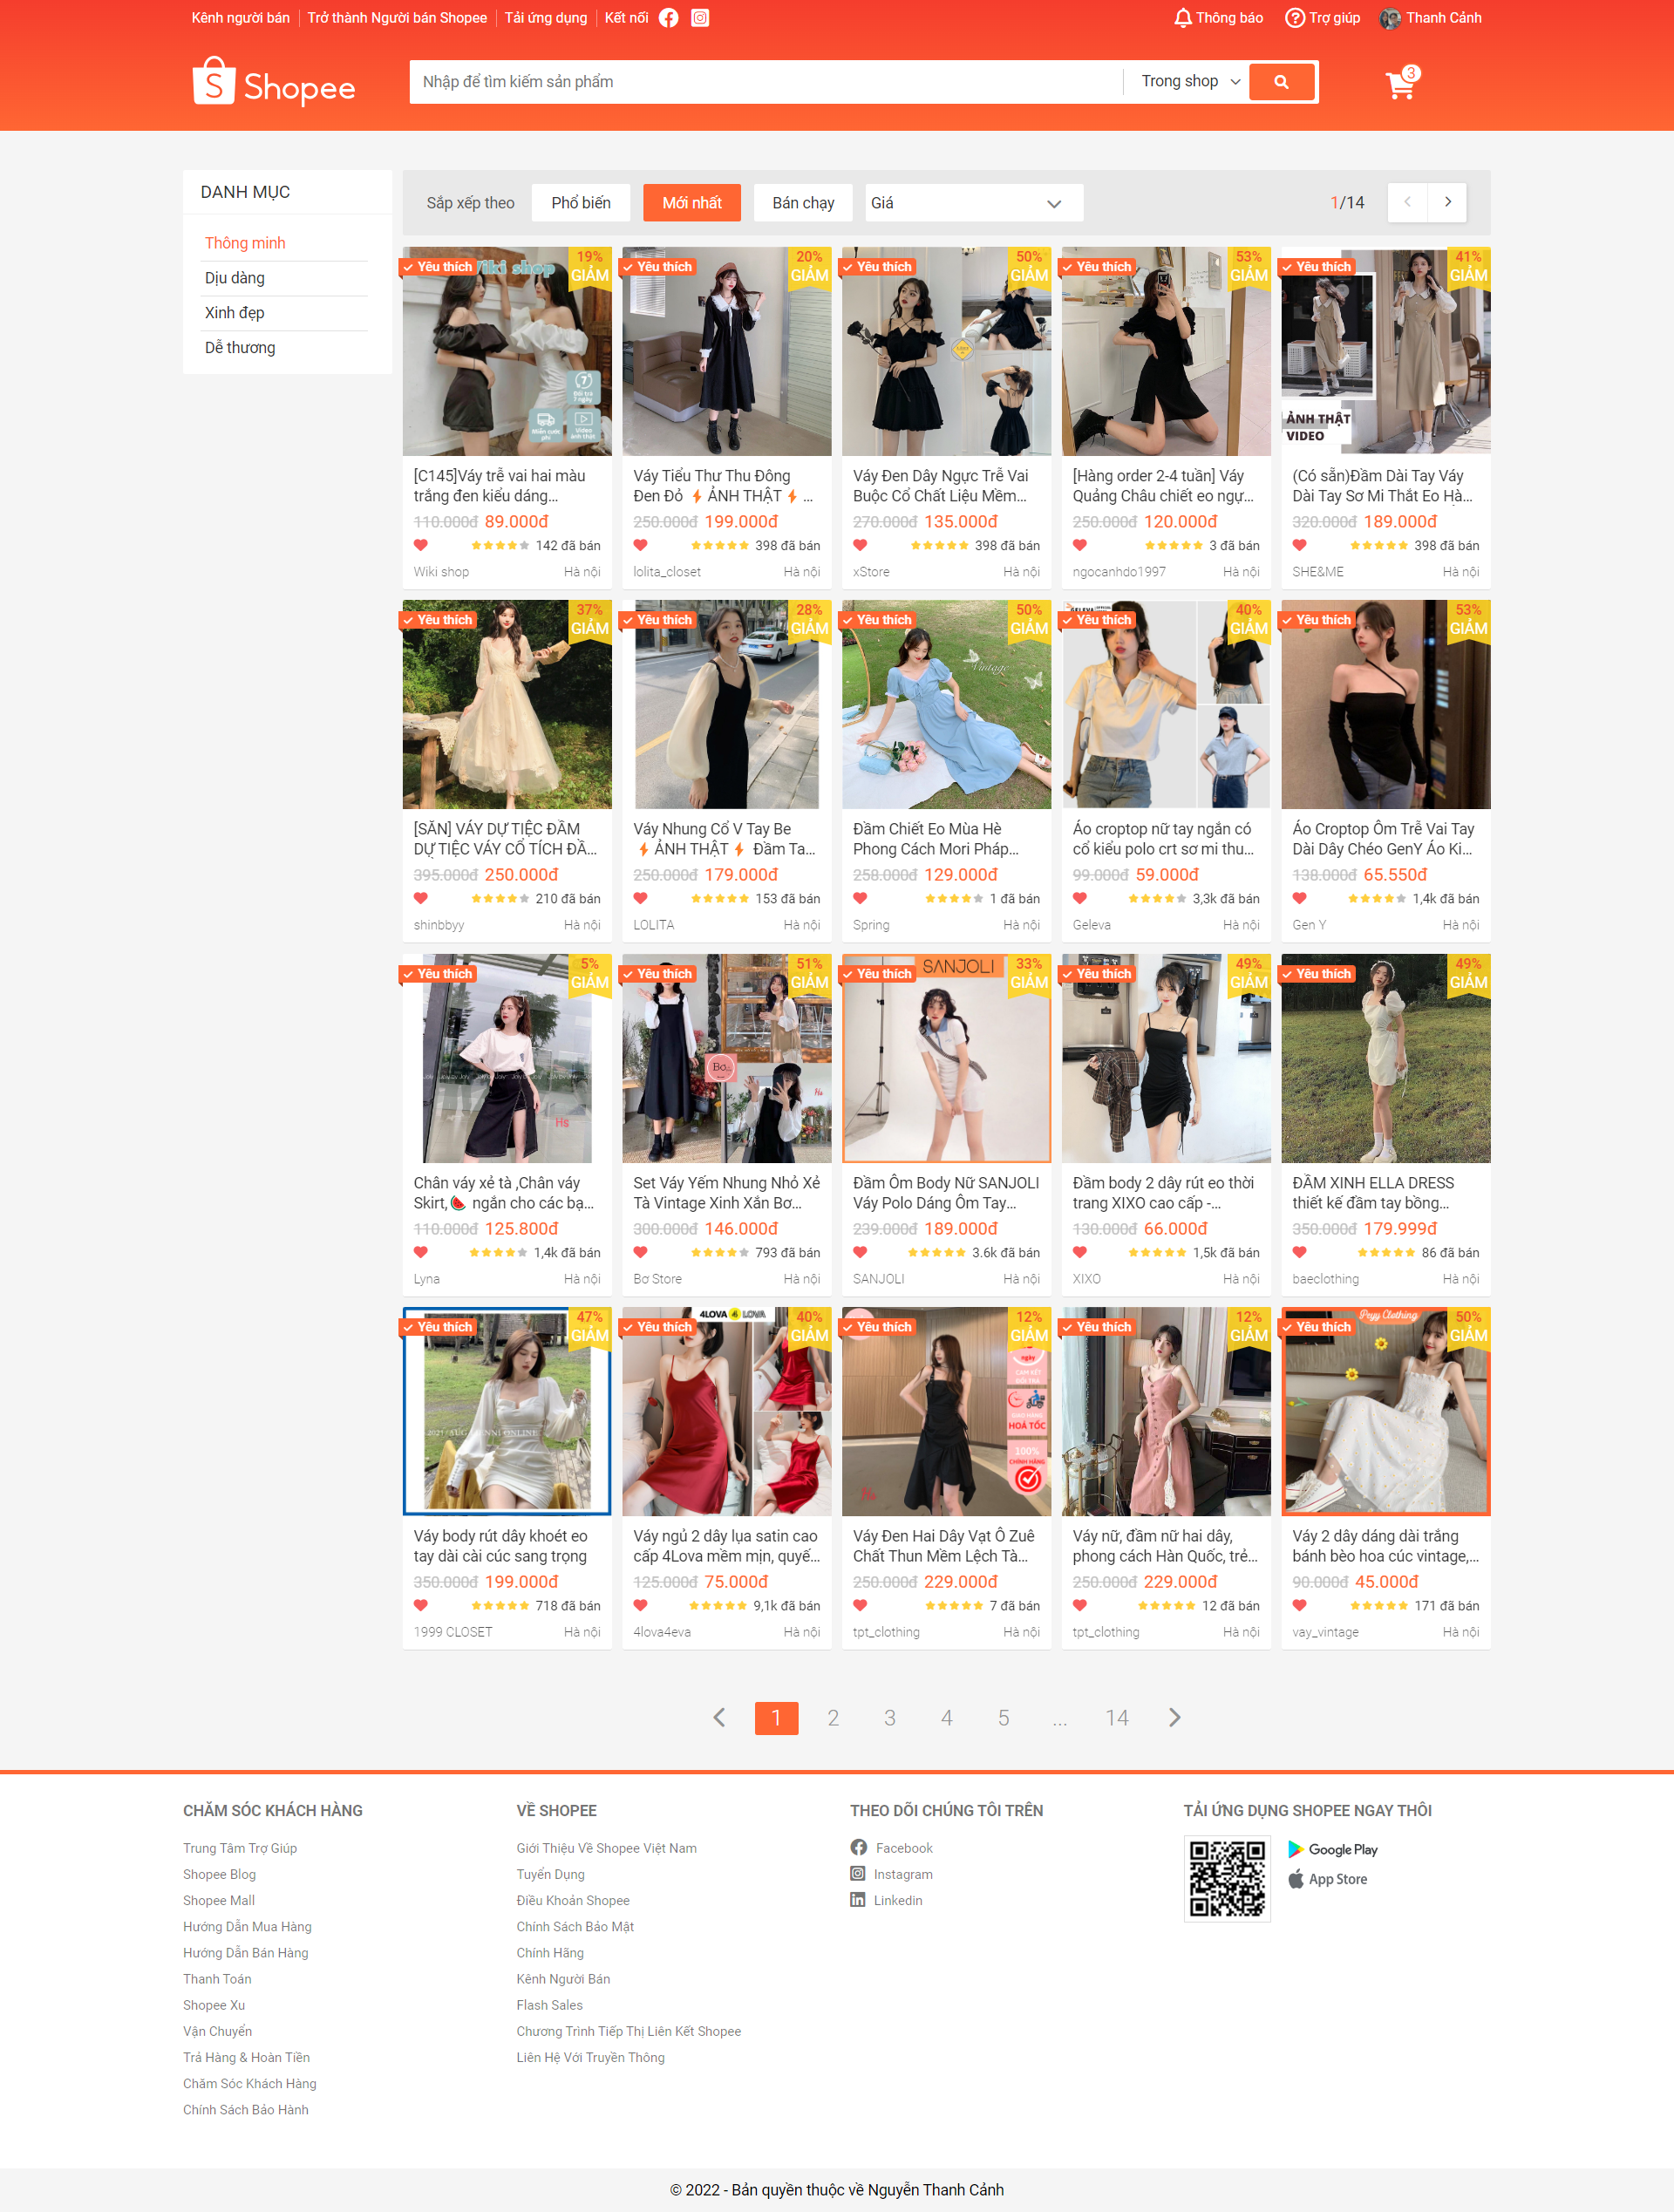 Kênh người bán
Trở thành Người bán Shopee
Tải ứng dụng
Kết nối
Thông báo
Trợ giúp
Thanh Cảnh
Shopee
Nhập để tìm kiếm sản phẩm
Trong shop
3
DANH MỤC
Thông minh
Dịu dàng
Xinh đẹp
Dễ thương
Sắp xếp theo
Phổ biến
Mới nhất
Bán chạy
Giá
1/14
Yêu thích
Wiki shop
19%
GIẢM
7
Đổi trả
7 ngày
[C145]Váy trễ vai hai màu
trắng đen kiểu dáng...
110.000đ 89.000đ
142 đã bán
Wiki shop
Hà nội
Yêu thích
20%
GIẢM
Váy Tiểu Thư Thu Đông
Đen Đỏ ⚡ẢNH THẬT⚡ ...
250.000đ 199.000đ
398 đã bán
lolita_closet
Hà nội
Yêu thích
50%
GIẢM
Váy Đen Dây Ngực Trễ Vai
Buộc Cổ Chất Liệu Mềm...
270.000đ 135.000đ
398 đã bán
xStore
Hà nội
Yêu thích
53%
GIẢM
[Hàng order 2-4 tuần] Váy
Quảng Châu chiết eo ngự...
250.000đ 120.000đ
3 đã bán
ngocanhdo1997
Hà nội
Yêu thích
41%
GIẢM
ẢNH THẬT
VIDEO
(Có sẵn)Đầm Dài Tay Váy
Dài Tay Sơ Mi Thắt Eo Hà...
320.000đ 189.000đ
398 đã bán
SHE&ME
Hà nội
Yêu thích
37%
GIẢM
[SĂN] VÁY DỰ TIỆC ĐẦM
DỰ TIỆC VÁY CỔ TÍCH ĐẦ...
395.000đ 250.000đ
210 đã bán
shinbbyy
Hà nội
Yêu thích
28%
GIẢM
Váy Nhung Cổ V Tay Be
⚡ẢNH THẬT⚡ Đầm Ta...
250.000đ 179.000đ
153 đã bán
LOLITA
Hà nội
Yêu thích
50%
GIẢM
Vintage
Đầm Chiết Eo Mùa Hè
Phong Cách Mori Pháp...
258.000đ 129.000đ
1 đã bán
Spring
Hà nội
Yêu thích
40%
GIẢM
Áo croptop nữ tay ngắn có
cổ kiểu polo crt sơ mi thu...
99.000đ 59.000đ
3,3k đã bán
Geleva
Hà nội
Yêu thích
53%
GIẢM
Áo Croptop Ôm Trễ Vai Tay
Dài Dây Chéo GenY Áo Ki...
138.000đ 65.550đ
1,4k đã bán
Gen Y
Hà nội
Yêu thích
5%
GIẢM
Hs
Chân váy xẻ tà ,Chân váy
Skirt,🍉 ngắn cho các bạ...
110.000đ 125.800đ
1,4k đã bán
Lyna
Hà nội
Yêu thích
51%
GIẢM
Bơ
Hs
Set Váy Yếm Nhung Nhỏ Xẻ
Tà Vintage Xinh Xắn Bơ...
300.000đ 146.000đ
793 đã bán
Bơ Store
Hà nội
Yêu thích
SANJOLI
33%
GIẢM
Đầm Ôm Body Nữ SANJOLI
Váy Polo Dáng Ôm Tay...
239.000đ 189.000đ
3.6k đã bán
SANJOLI
Hà nội
Yêu thích
49%
GIẢM
Đầm body 2 dây rút eo thời
trang XIXO cao cấp -...
130.000đ 66.000đ
1,5k đã bán
XIXO
Hà nội
Yêu thích
49%
GIẢM
ĐẦM XINH ELLA DRESS
thiết kế đầm tay bồng...
350.000đ 179.999đ
86 đã bán
baeclothing
Hà nội
Yêu thích
47%
GIẢM
Váy body rút dây khoét eo
tay dài cài cúc sang trọng
350.000đ 199.000đ
718 đã bán
1999 CLOSET
Hà nội
Yêu thích
4LOVA 4 LOVA
40%
GIẢM
Váy ngủ 2 dây lụa satin cao
cấp 4Lova mềm mịn, quyế...
125.000đ 75.000đ
9,1k đã bán
4lova4eva
Hà nội
Yêu thích
12%
GIẢM
ngày
CAM KẾT
ĐỔI TRẢ
GIAO HÀNG
HOẢ TỐC
100%
CHÍNH HÃNG
Hs
Váy Đen Hai Dây Vạt Ô Zuê
Chất Thun Mềm Lệch Tà...
250.000đ 229.000đ
7 đã bán
tpt_clothing
Hà nội
Yêu thích
12%
GIẢM
Váy nữ, đầm nữ hai dây,
phong cách Hàn Quốc, trẻ...
250.000đ 229.000đ
12 đã bán
tpt_clothing
Hà nội
Yêu thích
Peyy Clothing
50%
GIẢM
Váy 2 dây dáng dài trắng
bánh bèo hoa cúc vintage,...
90.000đ 45.000đ
171 đã bán
vay_vintage
Hà nội
1 2 3 4 5 ... 14
CHĂM SÓC KHÁCH HÀNG
Trung Tâm Trợ Giúp
Shopee Blog
Shopee Mall
Hướng Dẫn Mua Hàng
Hướng Dẫn Bán Hàng
Thanh Toán
Shopee Xu
Vận Chuyển
Trả Hàng & Hoàn Tiền
Chăm Sóc Khách Hàng
Chính Sách Bảo Hành
VỀ SHOPEE
Giới Thiệu Về Shopee Việt Nam
Tuyển Dụng
Điều Khoản Shopee
Chính Sách Bảo Mật
Chính Hãng
Kênh Người Bán
Flash Sales
Chương Trình Tiếp Thị Liên Kết Shopee
Liên Hệ Với Truyền Thông
THEO DÕI CHÚNG TÔI TRÊN
Facebook
Instagram
Linkedin
TẢI ỨNG DỤNG SHOPEE NGAY THÔI
Google Play
App Store
© 2022 - Bản quyền thuộc về Nguyễn Thanh Cảnh